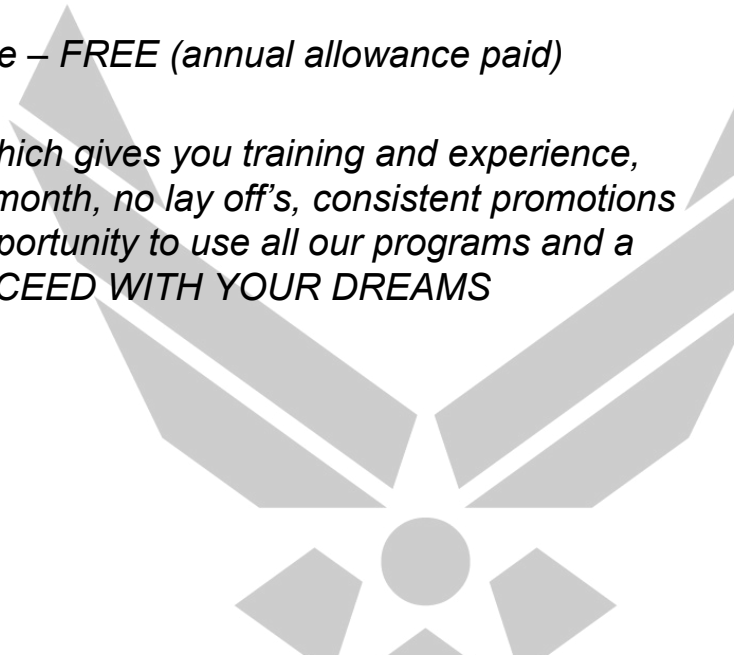 e – FREE (annual allowance paid)
hich gives you training and experience,
month, no lay off’s, consistent promotions
portunity to use all our programs and a
CEED WITH YOUR DREAMS